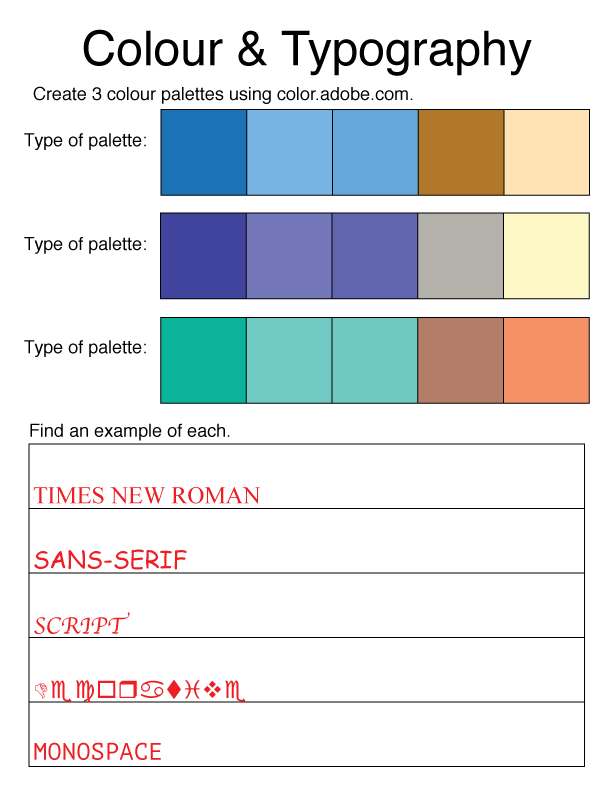 Colour & Typography
Create 3 colour palettes using color.adobe.com.
Type of palette:
Type of palette:
Type of palette:
Find an example of each.
TIMES NEW ROMAN
SANS-SERIF
SCRIPT
👎♏♍□❒♋⧫♓❖♏
MONOSPACE